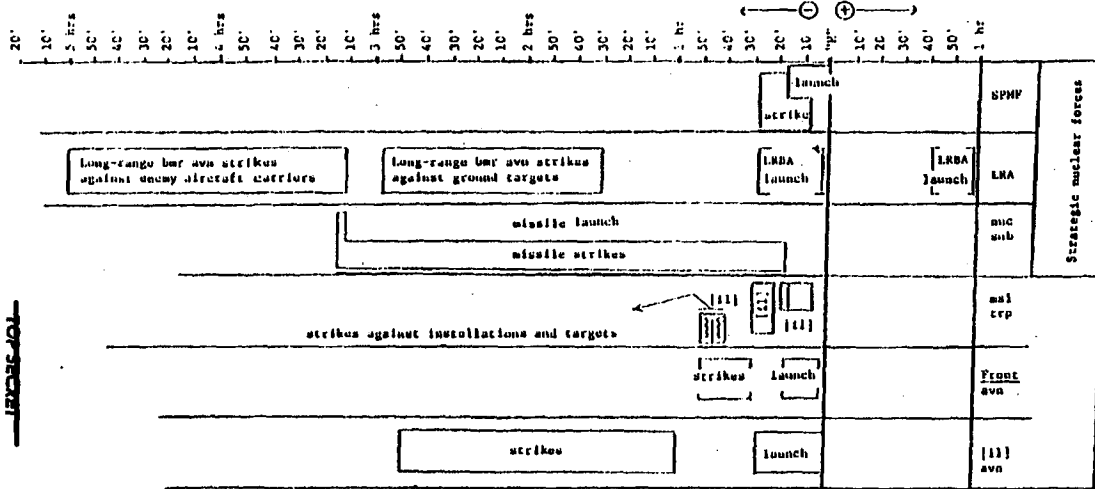 ⊖ ⊕
20' 10' 5 hrs 50' 40' 30' 20' 10' 4 hrs 50' 40' 30' 20' 10' 3 hrs 50' 40' 30' 20' 10' 2 hrs 50' 40' 30' 20' 10' 1 hr 50' 40' 30' 20' 10' 10' 20' 30' 40' 50' 1 hr
launch
strike
Long-range bmr avn strikes
against enemy aircraft carriers
Long-range bmr avn strikes
against ground targets
LRBA
launch
LRBA
launch
LRA
Strategic nuclear forces
missile launch
missile strikes
nuc
sub
[il]
[il]
[il]
strikes against installations and targets
msl
trp
strikes
launch
Front
avn
strikes
launch
[il]
avn
TOP SECRET